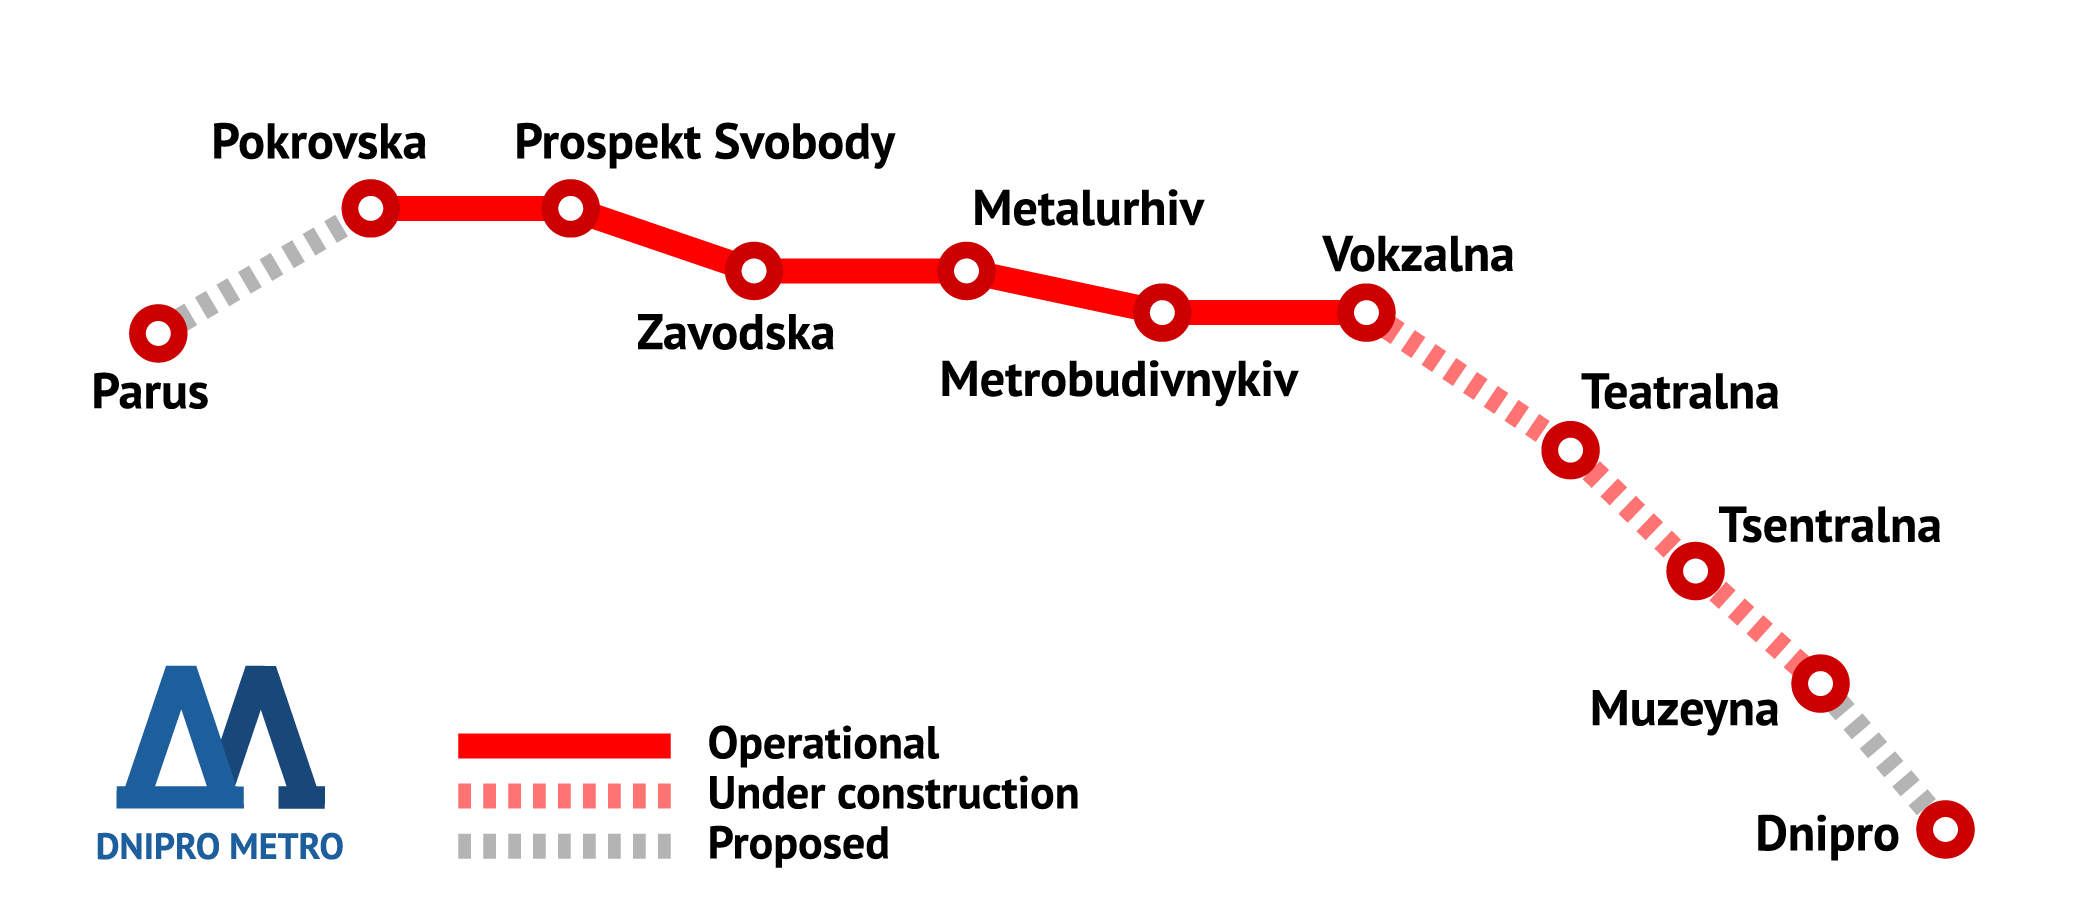 Pokrovska
Prospekt Svobody
Metalurhiv
Vokzalna
Zavodska
Metrobudivnykiv
Parus
Teatralna
Tsentralna
Muzeyna
Dnipro
Operational
Under construction
Proposed
DNIPRO METRO